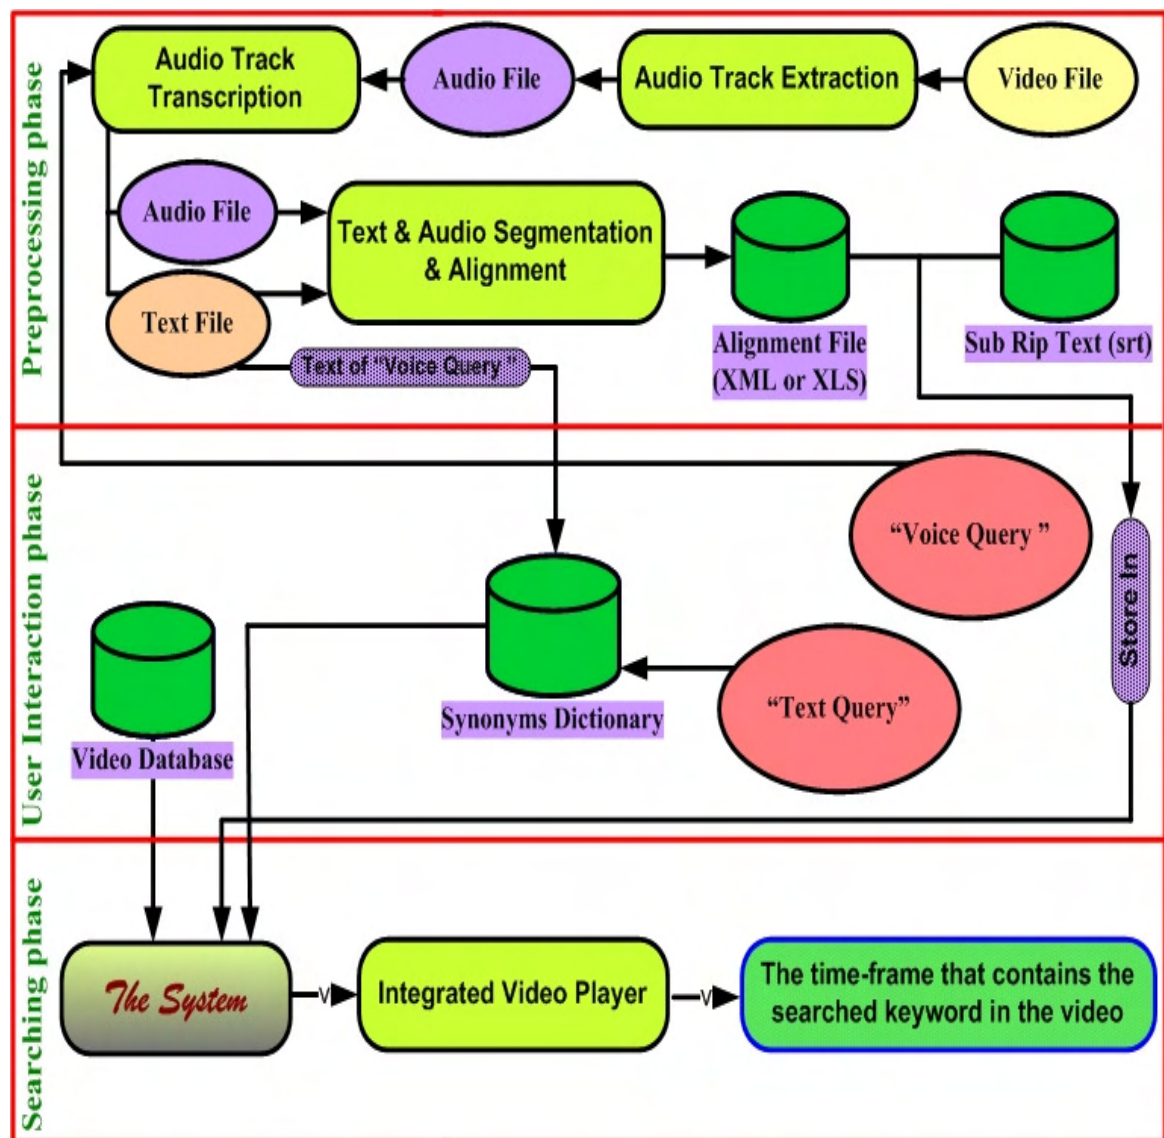 Preprocessing phase
Audio Track
Transcription
Audio File
Audio Track Extraction
Video File
Audio File
Text & Audio Segmentation
& Alignment
Text File
Text of "Voice Query "
Alignment File
(XML or XLS)
Sub Rip Text (srt)
User Interaction phase
“Voice Query ”
Store In
Synonyms Dictionary
“Text Query”
Video Database
Searching phase
The System
V
Integrated Video Player
V
The time-frame that contains the
searched keyword in the video